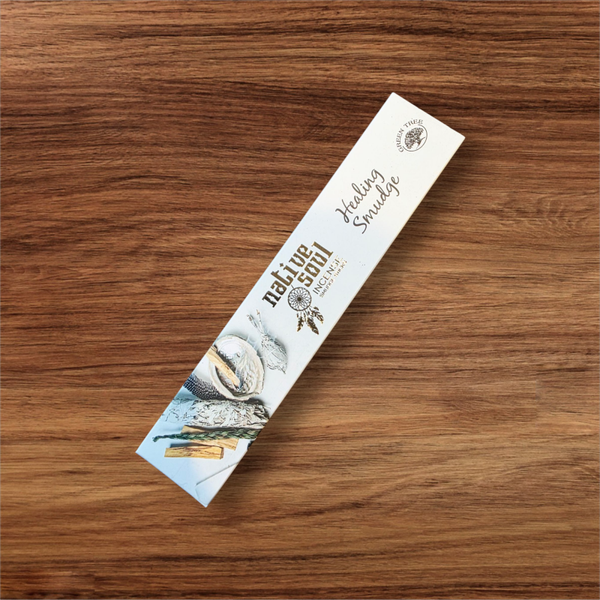 GREEN TREE
Healing
Smudge
native
soul
INCENSE